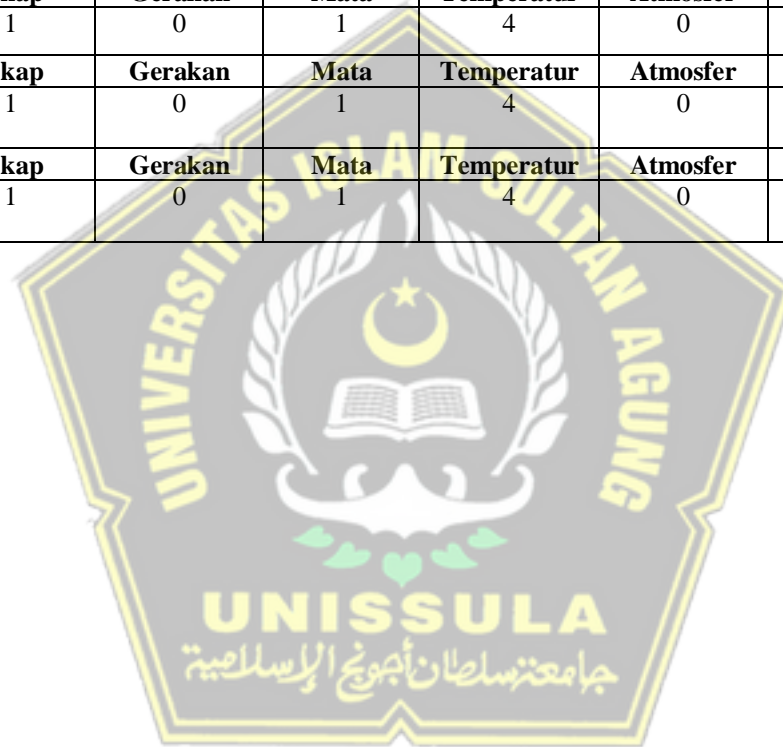 1 0 1 4 0
kap Gerakan Mata Temperatur Atmosfer
1 0 1 4 0
kap Gerakan Mata Temperatur Atmosfer
1 0 1 4 0
UNIVERSITAS ISLAM SULTAN AGUNG
UNISSULA
جامعة سلطان أجونج الإسلامية